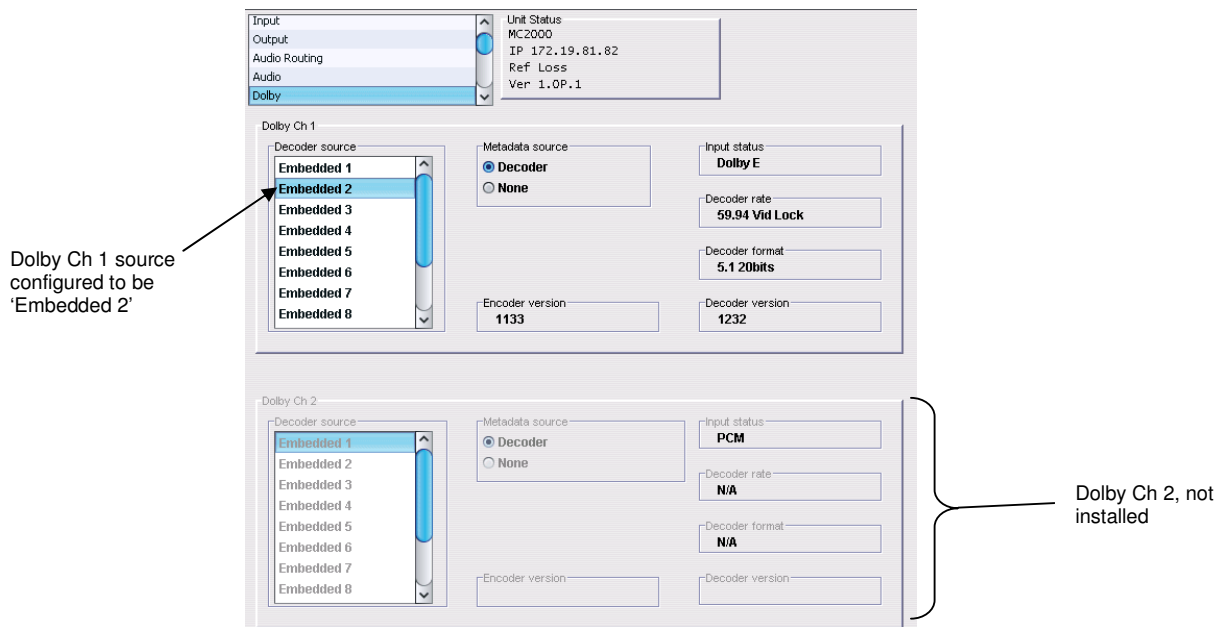 Input
Output
Audio Routing
Audio
Dolby
Unit Status
MC2000
IP 172.19.81.82
Ref Loss
Ver 1.0P.1
Dolby Ch 1
Decoder source
Embedded 1
Embedded 2
Embedded 3
Embedded 4
Embedded 5
Embedded 6
Embedded 7
Embedded 8
Metadata source
Decoder
None
Encoder version
1133
Input status
Dolby E
Decoder rate
59.94 Vid Lock
Decoder format
5.1 20bits
Decoder version
1232
Dolby Ch 1 source
configured to be
‘Embedded 2’
Dolby Ch 2
Decoder source
Embedded 1
Embedded 2
Embedded 3
Embedded 4
Embedded 5
Embedded 6
Embedded 7
Embedded 8
Metadata source
Decoder
None
Encoder version
Input status
PCM
Decoder rate
N/A
Decoder format
N/A
Decoder version
Dolby Ch 2, not
installed